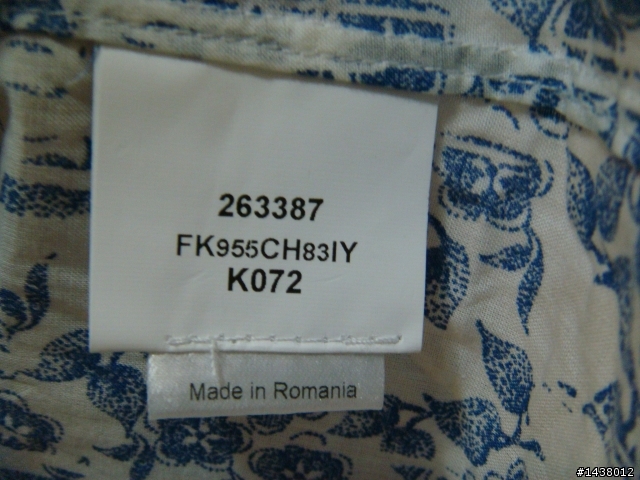 263387
FK955CH83IY
K072
Made in Romania
#1438012